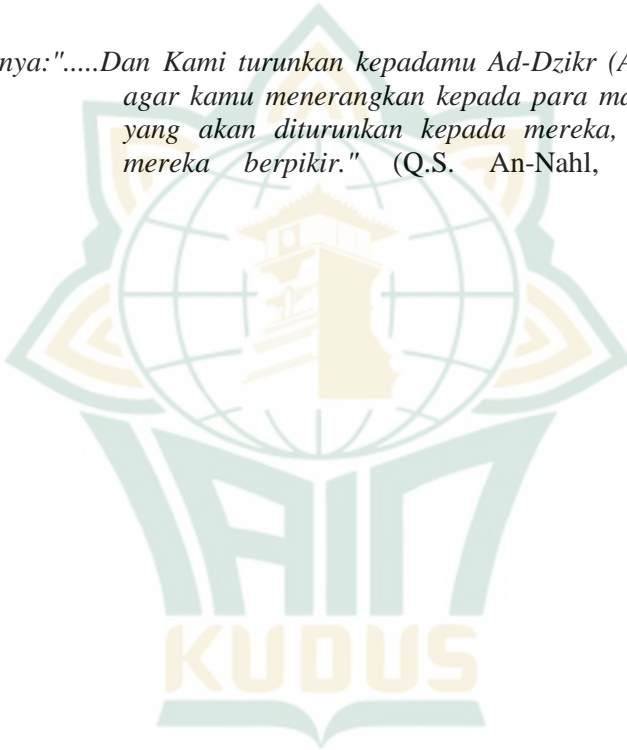 nya:".....Dan Kami turunkan kepadamu Ad-Dzikr (A
agar kamu menerangkan kepada para ma
yang akan diturunkan kepada mereka,
mereka berpikir." (Q.S. An-Nahl,
IAIN
KUDUS